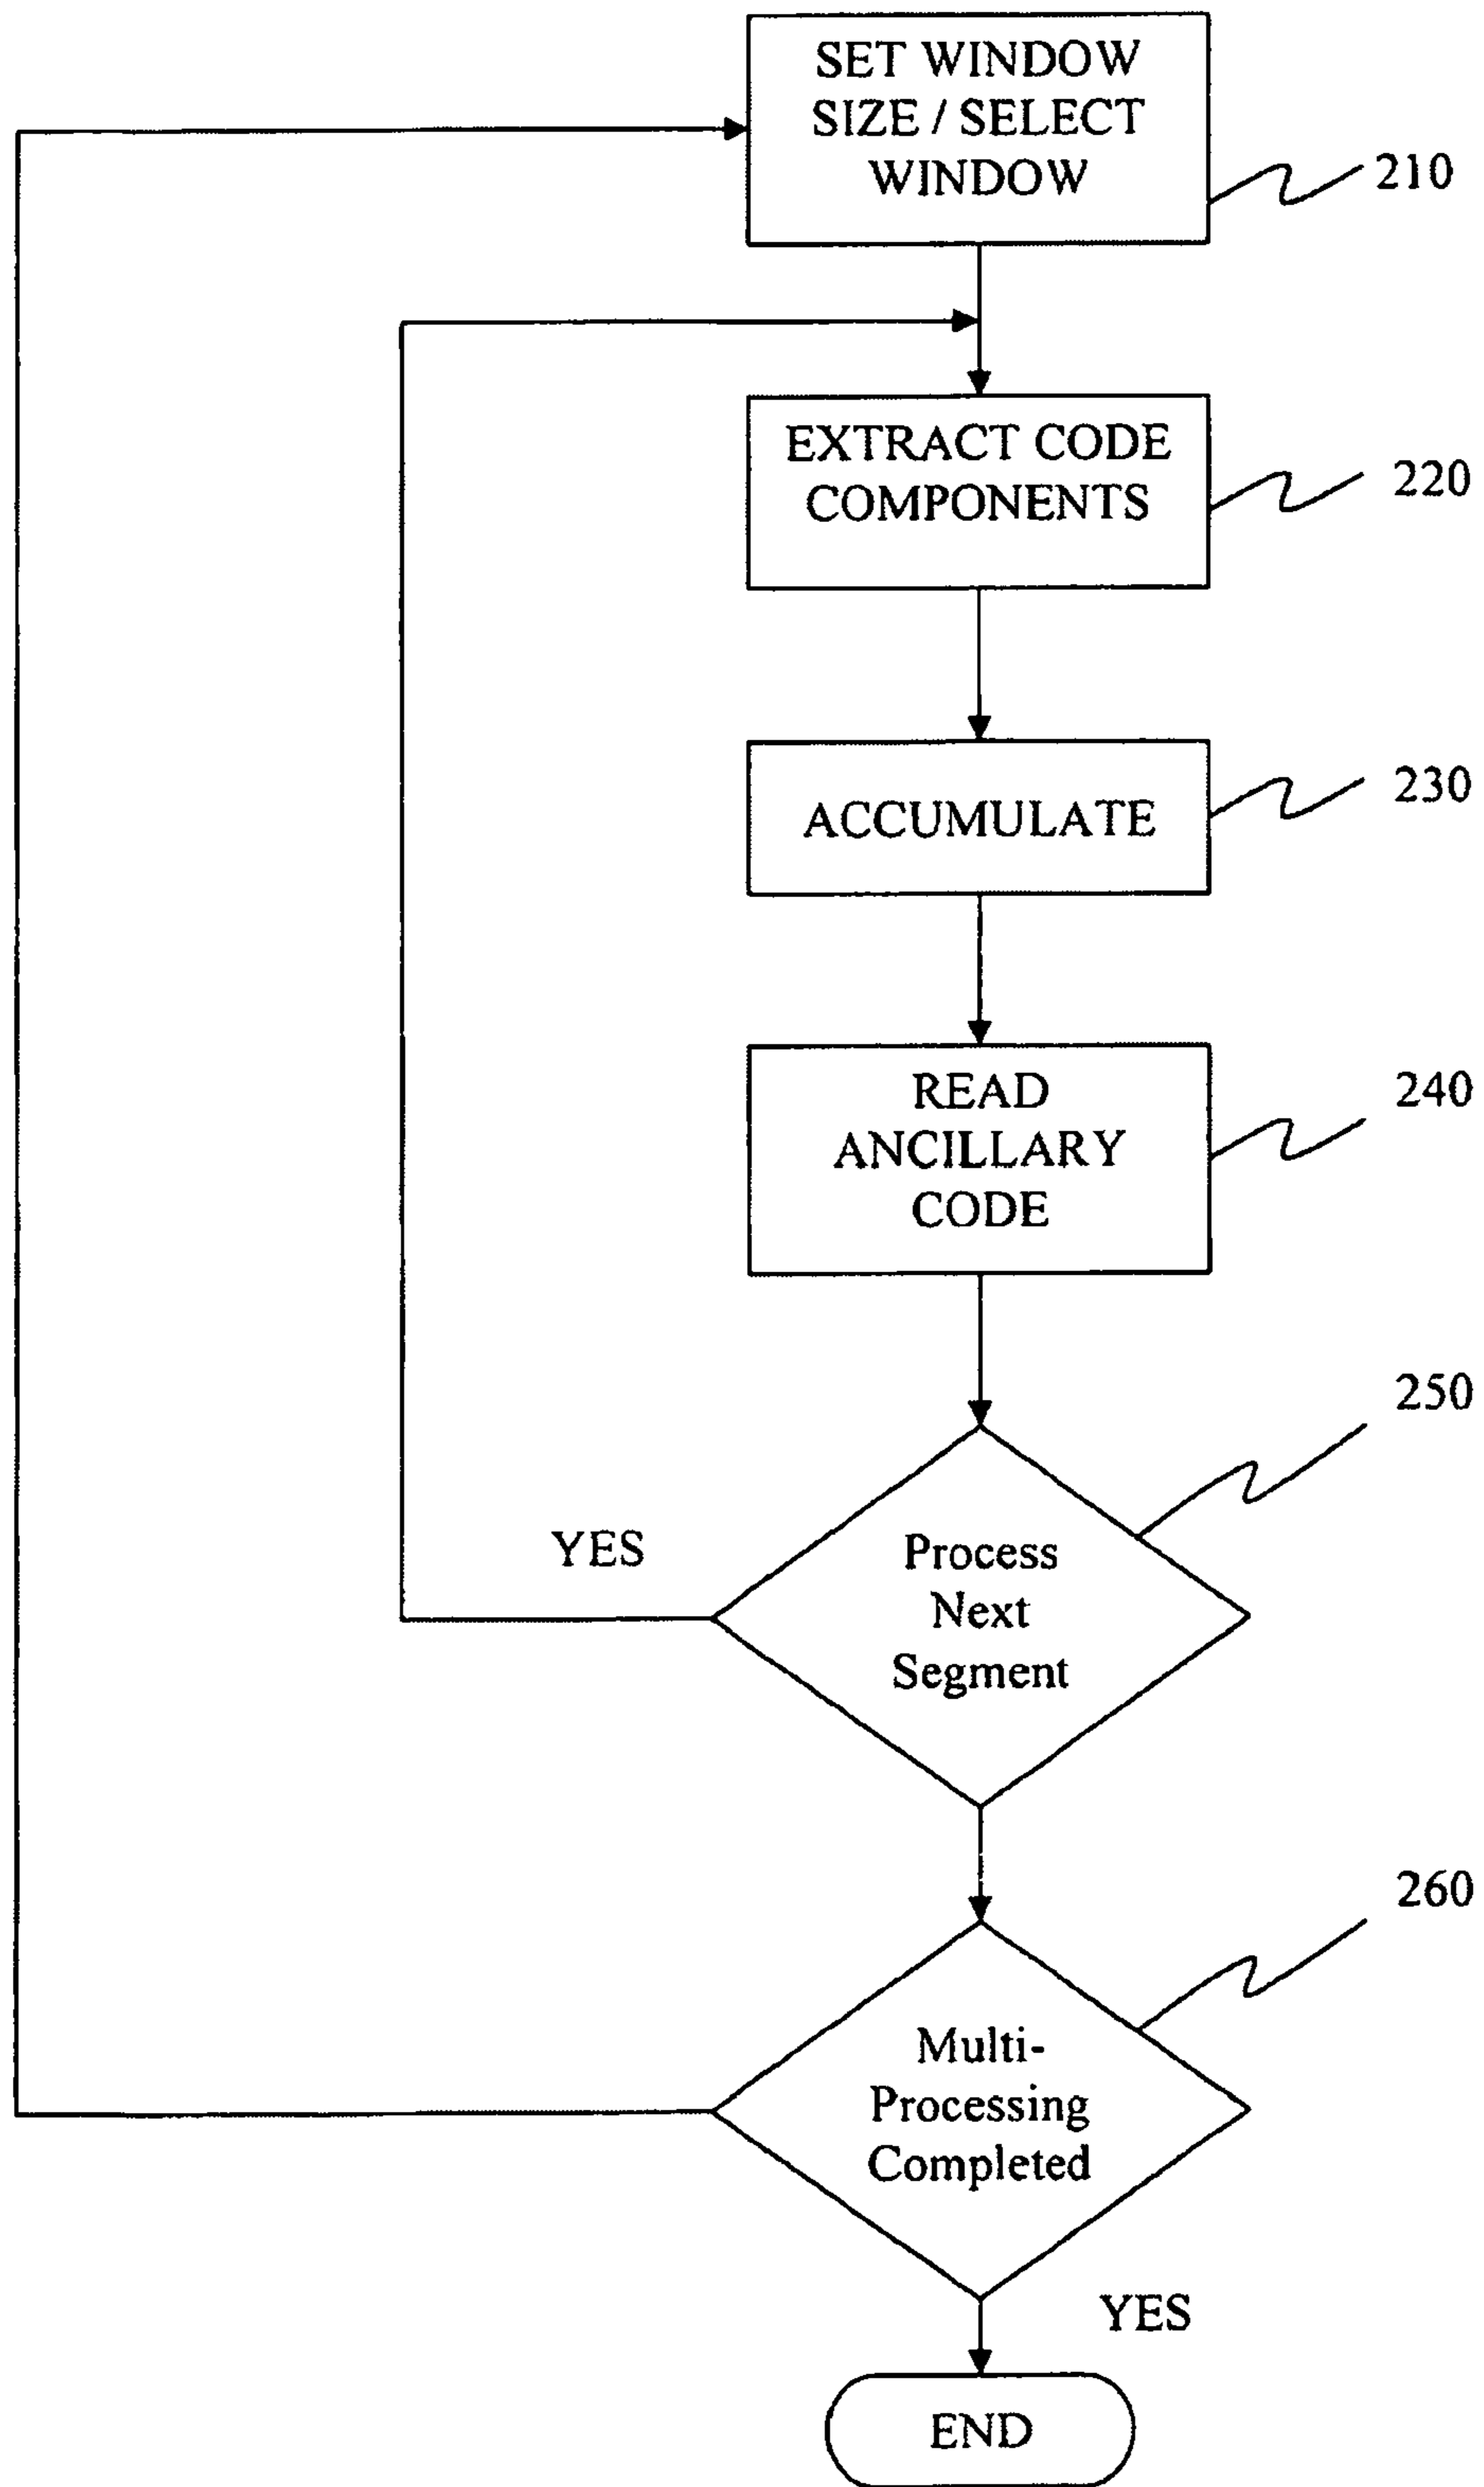 SET WINDOW
SIZE / SELECT
WINDOW
210
EXTRACT CODE
COMPONENTS
220
ACCUMULATE
230
READ
ANCILLARY
CODE
240
250
YES
Process
Next
Segment
260
Multi-
Processing
Completed
YES
END